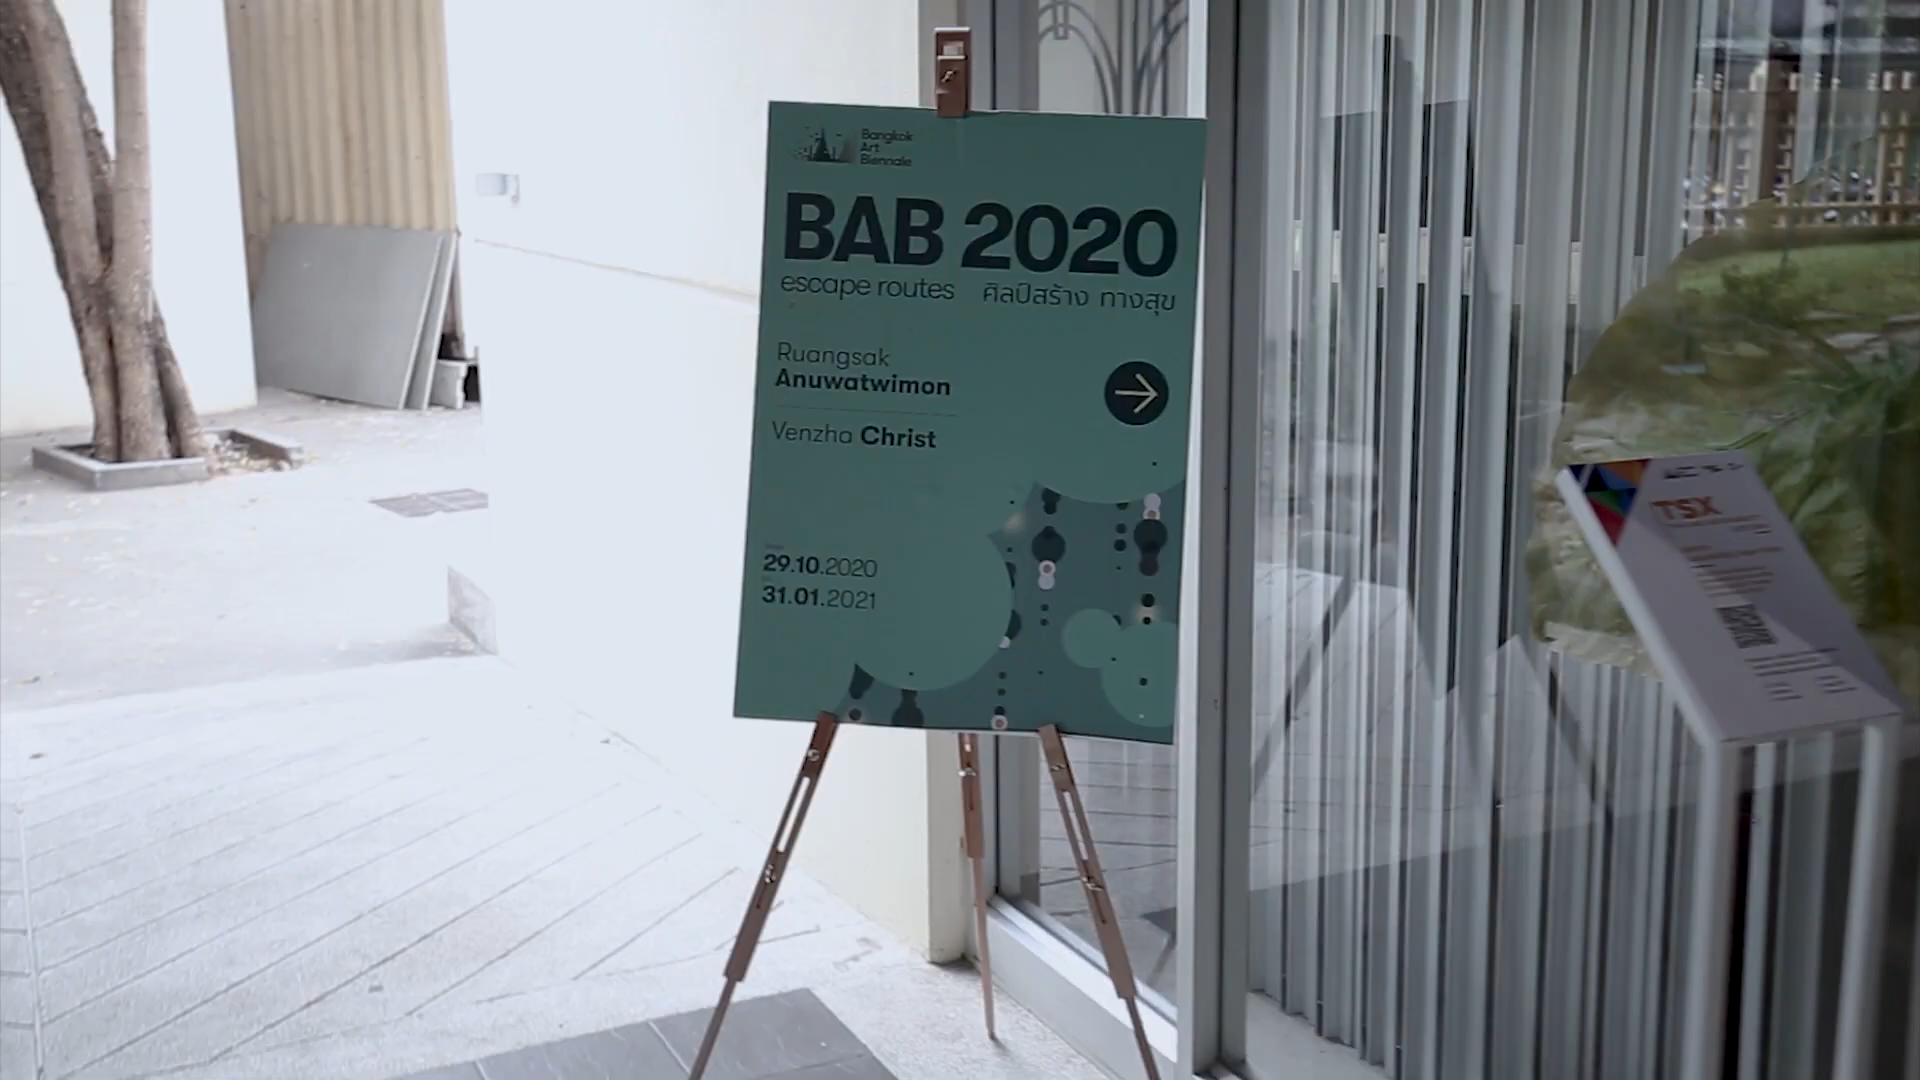 Bangkok
Art
Biennale
BAB 2020
escape routes ศิลป์สร้าง ทางสุข
Ruangsak
Anuwatwimon
Venzha Christ
29.10.2020
31.01.2021
TSX